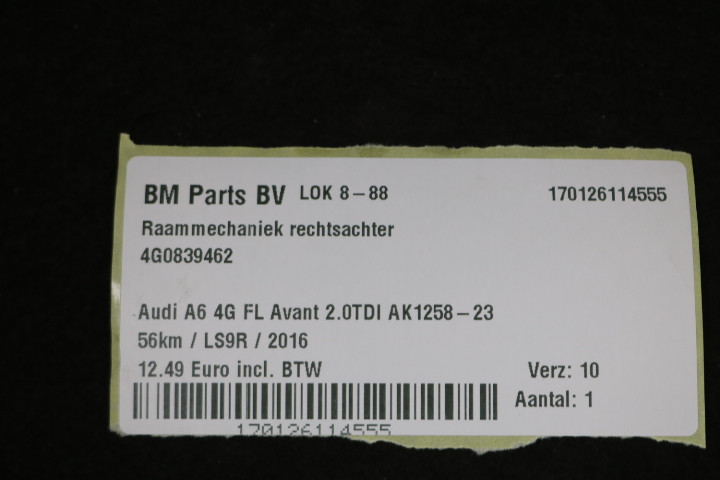 BM Parts BV LOK 8-88 170126114555
Raammechaniek rechtsachter
4G0839462
Audi A6 4G FL Avant 2.0TDI AK1258-23
56km / LS9R / 2016
12.49 Euro incl. BTW Verz: 10
Aantal: 1
170126114555